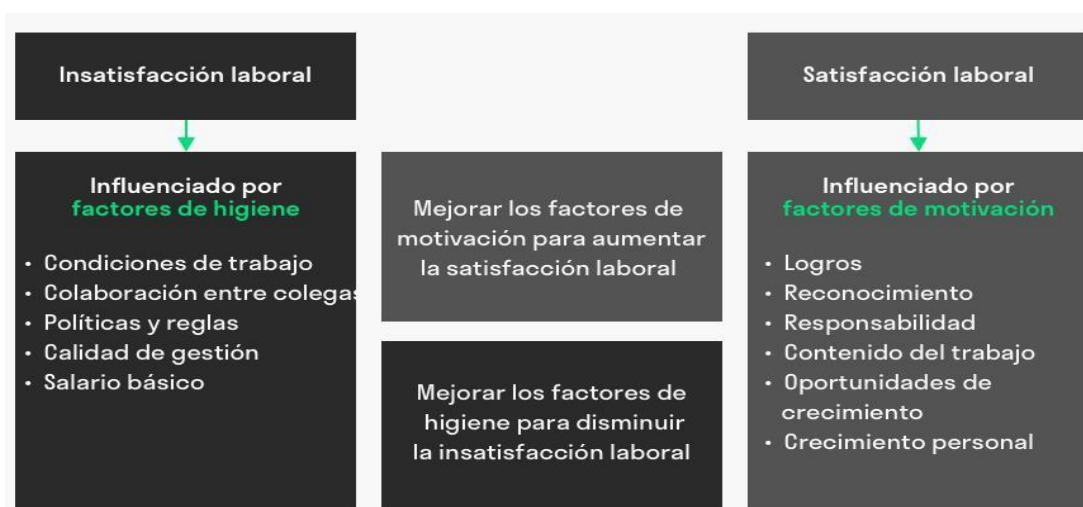 Insatisfacción laboral
Influenciado por
factores de higiene
• Condiciones de trabajo
• Colaboración entre colegas
• Políticas y reglas
• Calidad de gestión
• Salario básico
Mejorar los factores de
motivación para aumentar
la satisfacción laboral
Mejorar los factores de
higiene para disminuir
la insatisfacción laboral
Satisfacción laboral
Influenciado por
factores de motivación
• Logros
• Reconocimiento
• Responsabilidad
• Contenido del trabajo
• Oportunidades de
crecimiento
• Crecimiento personal